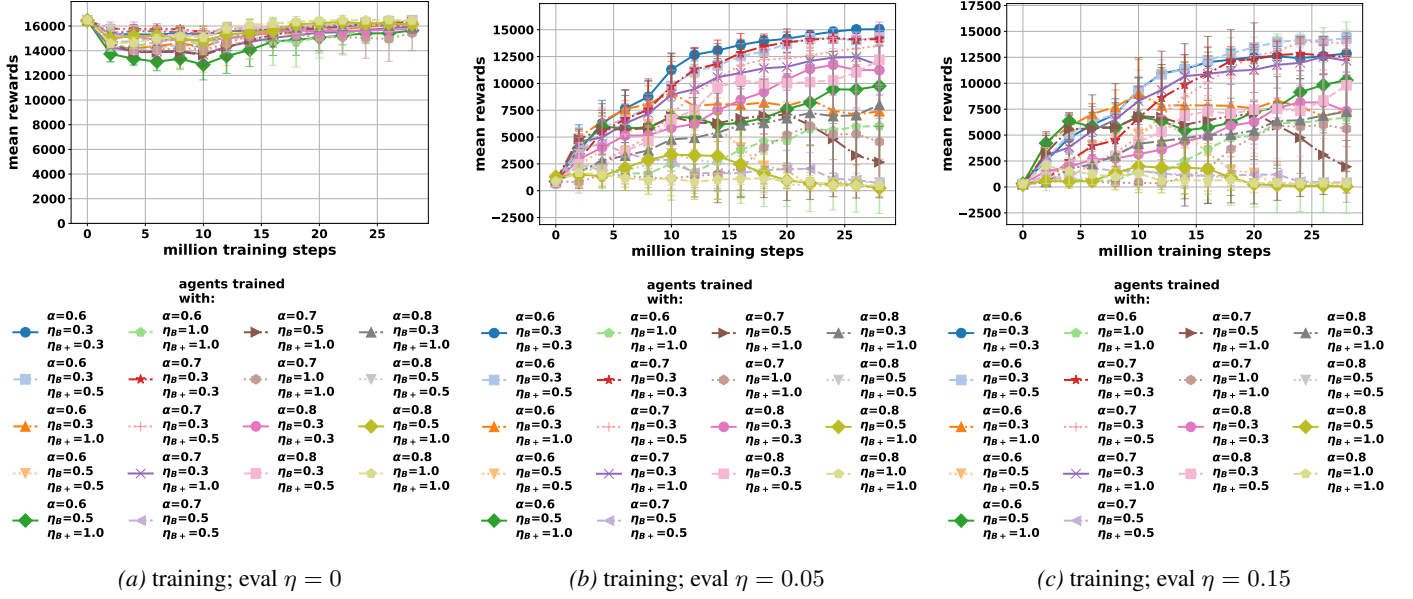 16000
14000
12000
10000
8000
6000
4000
2000
0
mean rewards
0 5 10 15 20 25
million training steps
agents trained
with:
α=0.6
η_B=0.3
η_B+=0.3
α=0.6
η_B=0.3
η_B+=0.5
α=0.6
η_B=0.3
η_B+=1.0
α=0.6
η_B=0.5
η_B+=0.5
α=0.6
η_B=0.5
η_B+=1.0
α=0.6
η_B=1.0
η_B+=1.0
α=0.7
η_B=0.3
η_B+=0.3
α=0.7
η_B=0.3
η_B+=0.5
α=0.7
η_B=0.3
η_B+=1.0
α=0.7
η_B=0.5
η_B+=0.5
α=0.7
η_B=0.5
η_B+=1.0
α=0.7
η_B=1.0
η_B+=1.0
α=0.8
η_B=0.3
η_B+=0.3
α=0.8
η_B=0.3
η_B+=0.5
α=0.8
η_B=0.3
η_B+=1.0
α=0.8
η_B=0.5
η_B+=0.5
α=0.8
η_B=0.5
η_B+=1.0
α=0.8
η_B=1.0
η_B+=1.0
(a) training; eval η = 0
15000
12500
10000
7500
5000
2500
0
−2500
mean rewards
0 5 10 15 20 25
million training steps
agents trained
with:
α=0.6
η_B=0.3
η_B+=0.3
α=0.6
η_B=0.3
η_B+=0.5
α=0.6
η_B=0.3
η_B+=1.0
α=0.6
η_B=0.5
η_B+=0.5
α=0.6
η_B=0.5
η_B+=1.0
α=0.6
η_B=1.0
η_B+=1.0
α=0.7
η_B=0.3
η_B+=0.3
α=0.7
η_B=0.3
η_B+=0.5
α=0.7
η_B=0.3
η_B+=1.0
α=0.7
η_B=0.5
η_B+=0.5
α=0.7
η_B=0.5
η_B+=1.0
α=0.7
η_B=1.0
η_B+=1.0
α=0.8
η_B=0.3
η_B+=0.3
α=0.8
η_B=0.3
η_B+=0.5
α=0.8
η_B=0.3
η_B+=1.0
α=0.8
η_B=0.5
η_B+=0.5
α=0.8
η_B=0.5
η_B+=1.0
α=0.8
η_B=1.0
η_B+=1.0
(b) training; eval η = 0.05
17500
15000
12500
10000
7500
5000
2500
0
−2500
mean rewards
0 5 10 15 20 25
million training steps
agents trained
with:
α=0.6
η_B=0.3
η_B+=0.3
α=0.6
η_B=0.3
η_B+=0.5
α=0.6
η_B=0.3
η_B+=1.0
α=0.6
η_B=0.5
η_B+=0.5
α=0.6
η_B=0.5
η_B+=1.0
α=0.6
η_B=1.0
η_B+=1.0
α=0.7
η_B=0.3
η_B+=0.3
α=0.7
η_B=0.3
η_B+=0.5
α=0.7
η_B=0.3
η_B+=1.0
α=0.7
η_B=0.5
η_B+=0.5
α=0.7
η_B=0.5
η_B+=1.0
α=0.7
η_B=1.0
η_B+=1.0
α=0.8
η_B=0.3
η_B+=0.3
α=0.8
η_B=0.3
η_B+=0.5
α=0.8
η_B=0.3
η_B+=1.0
α=0.8
η_B=0.5
η_B+=0.5
α=0.8
η_B=0.5
η_B+=1.0
α=0.8
η_B=1.0
η_B+=1.0
(c) training; eval η = 0.15